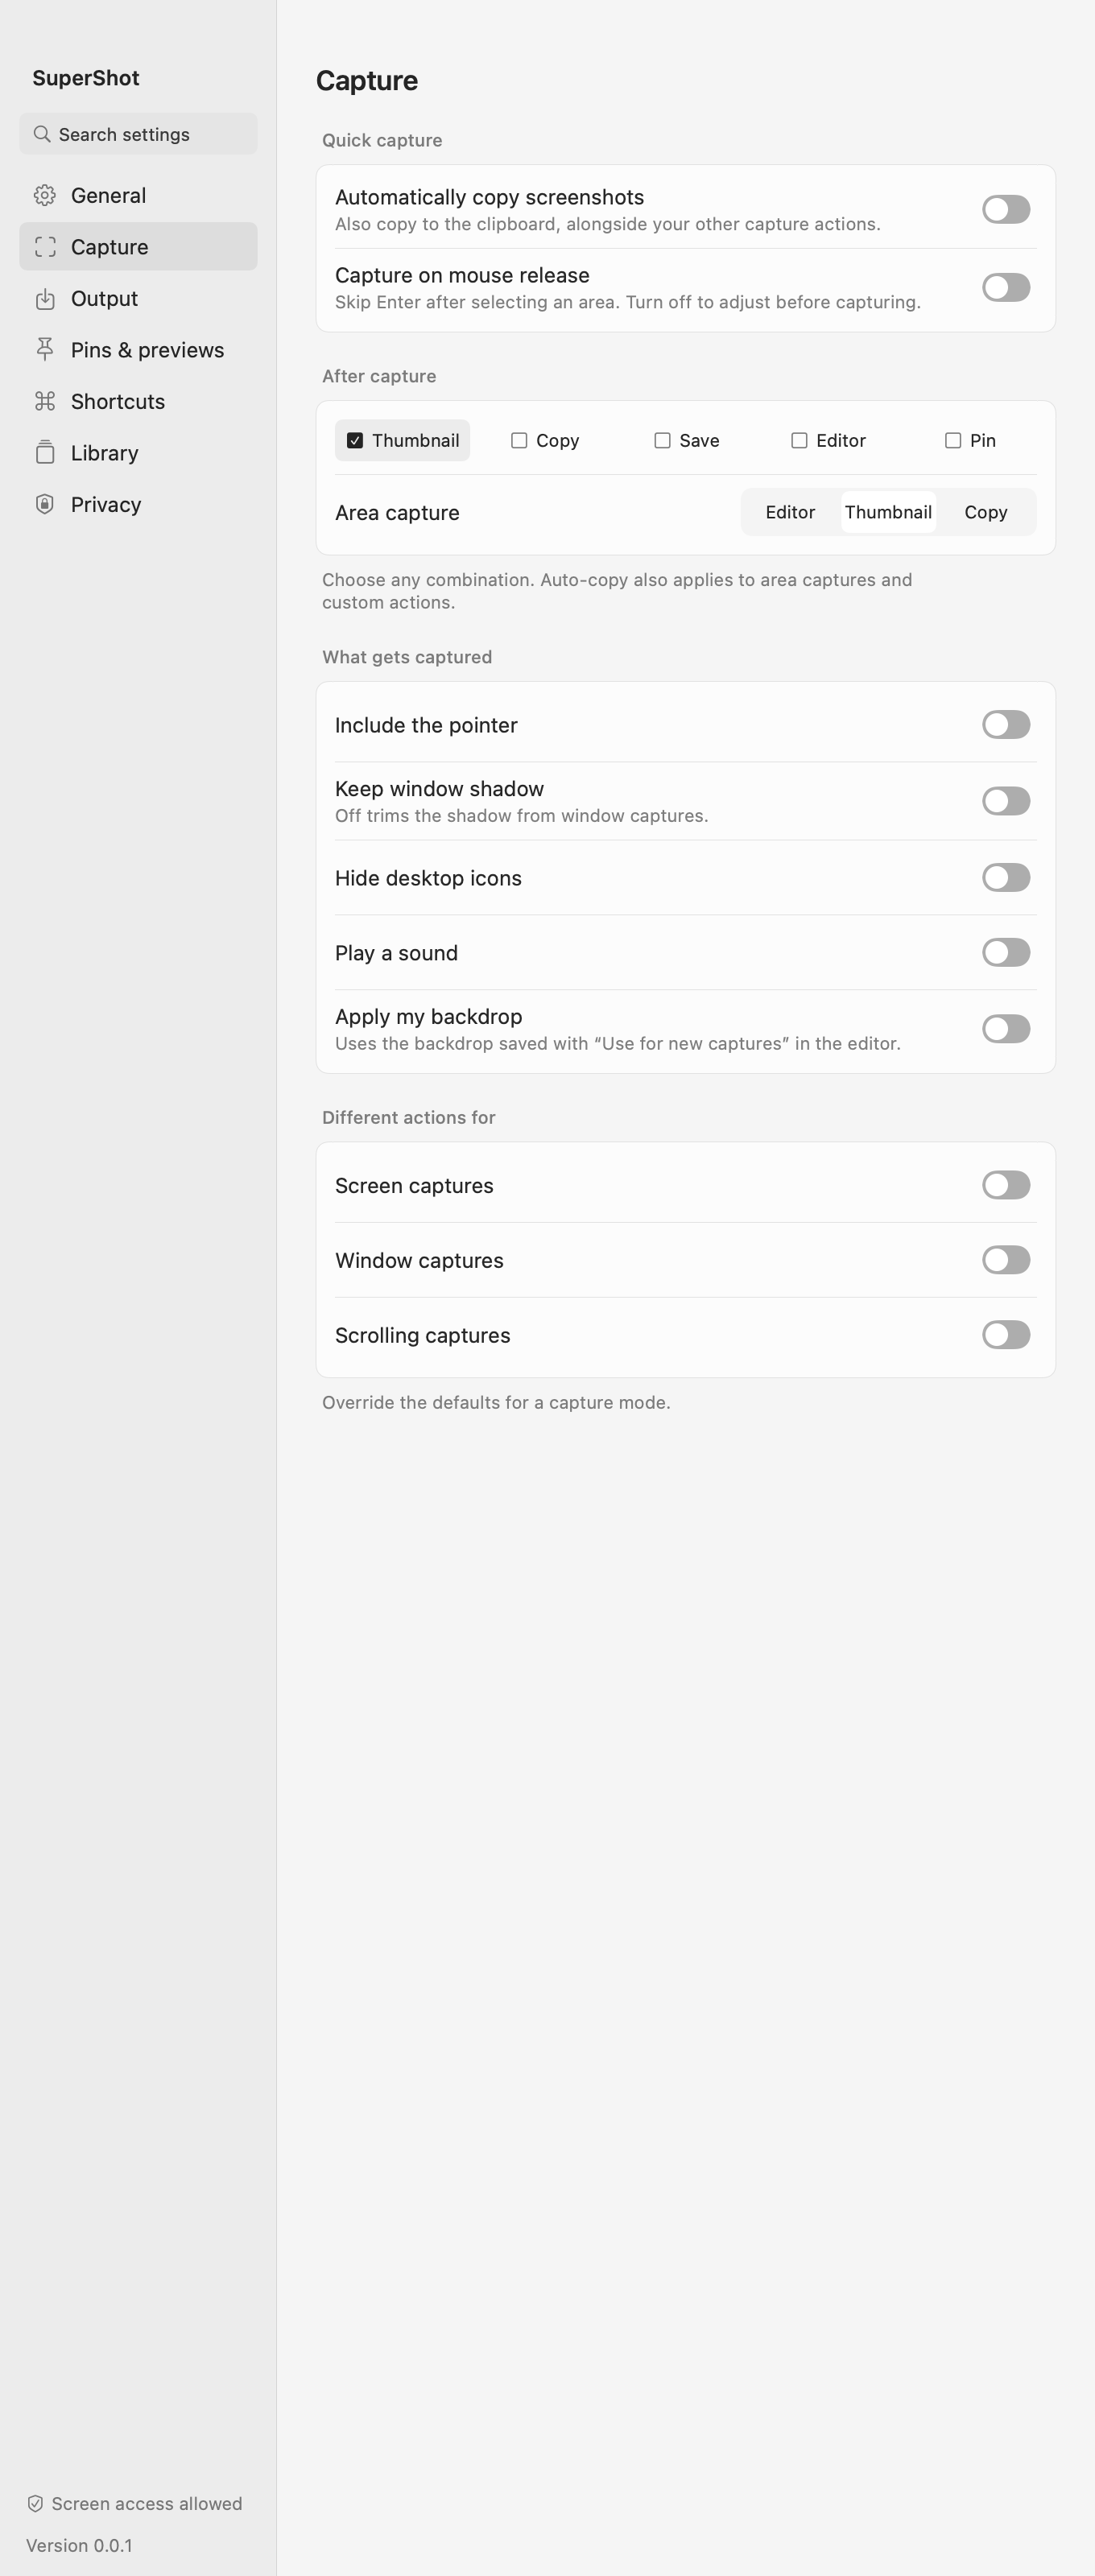 SuperShot
Search settings
General
Capture
Output
Pins & previews
Shortcuts
Library
Privacy
Screen access allowed
Version 0.0.1
Capture
Quick capture
Automatically copy screenshots
Also copy to the clipboard, alongside your other capture actions.
Capture on mouse release
Skip Enter after selecting an area. Turn off to adjust before capturing.
After capture
Thumbnail Copy Save Editor Pin
Area capture Editor Thumbnail Copy
Choose any combination. Auto-copy also applies to area captures and
custom actions.
What gets captured
Include the pointer
Keep window shadow
Off trims the shadow from window captures.
Hide desktop icons
Play a sound
Apply my backdrop
Uses the backdrop saved with “Use for new captures” in the editor.
Different actions for
Screen captures
Window captures
Scrolling captures
Override the defaults for a capture mode.